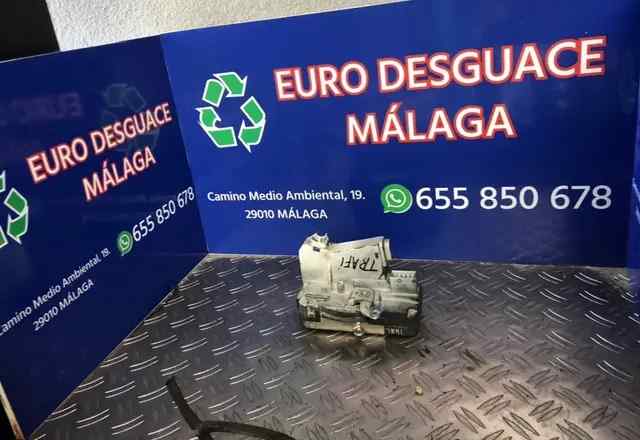 EURO DESGUACE
MÁLAGA
Camino Medio Ambiental, 19.
29010 MÁLAGA
655 850 678
EURO DESGUACE
MÁLAGA
655 850 678
Camino Medio Ambiental, 19.
29010 MÁLAGA
TRAFI